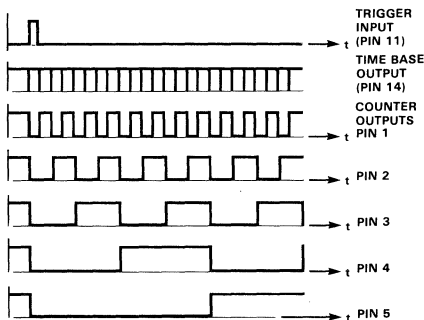 TRIGGER
INPUT
t (PIN 11)
TIME BASE
OUTPUT
(PIN 14)
COUNTER
OUTPUTS
t PIN 1
t PIN 2
t PIN 3
t PIN 4
t PIN 5